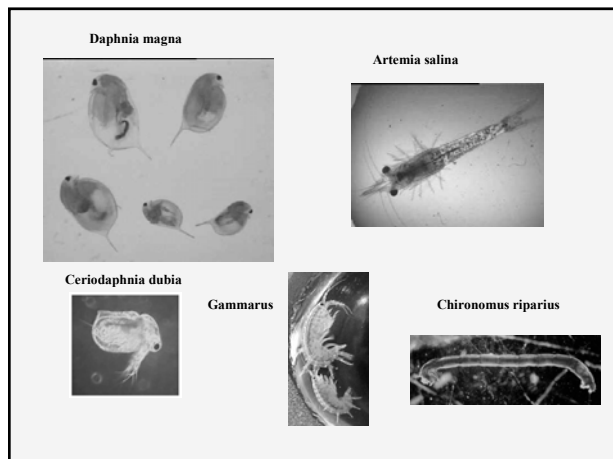 Daphnia magna
Artemia salina
Ceriodaphnia dubia
Gammarus
Chironomus riparius